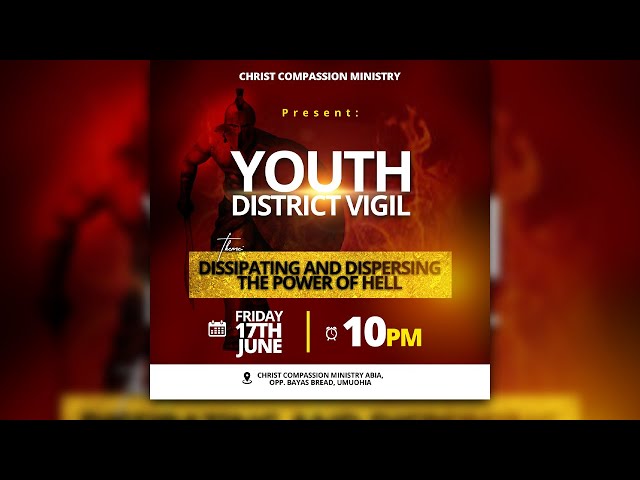 CHRIST COMPASSION MINISTRY
Present:
YOUTH
DISTRICT VIGIL
Theme:
DISSIPATING AND DISPERSING
THE POWER OF HELL
FRIDAY
17TH
JUNE
10PM
CHRIST COMPASSION MINISTRY ABIA,
OPP. BAYAS BREAD, UMUOHIA